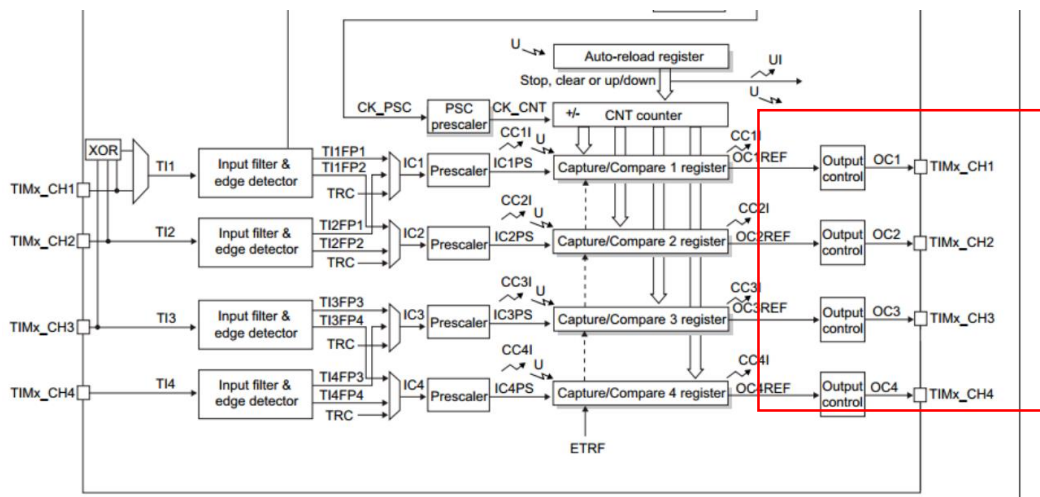 U
Auto-reload register
UI
Stop, clear or up/down
U
CK_PSC
PSC
prescaler
CK_CNT
+/-
CNT counter
XOR
TI1
Input filter &
edge detector
TI1FP1
TI1FP2
TRC
IC1
Prescaler
IC1PS
CC1I
U
Capture/Compare 1 register
CC1I
OC1REF
Output
control
OC1
TIMx_CH1
TIMx_CH1
TIMx_CH2
TI2
Input filter &
edge detector
TI2FP1
TI2FP2
TRC
IC2
Prescaler
IC2PS
CC2I
U
Capture/Compare 2 register
CC2I
OC2REF
Output
control
OC2
TIMx_CH2
TIMx_CH3
TI3
Input filter &
edge detector
TI3FP3
TI3FP4
TRC
IC3
Prescaler
IC3PS
CC3I
U
Capture/Compare 3 register
CC3I
OC3REF
Output
control
OC3
TIMx_CH3
TIMx_CH4
TI4
Input filter &
edge detector
TI4FP3
TI4FP4
TRC
IC4
Prescaler
IC4PS
CC4I
U
Capture/Compare 4 register
CC4I
OC4REF
Output
control
OC4
TIMx_CH4
ETRF